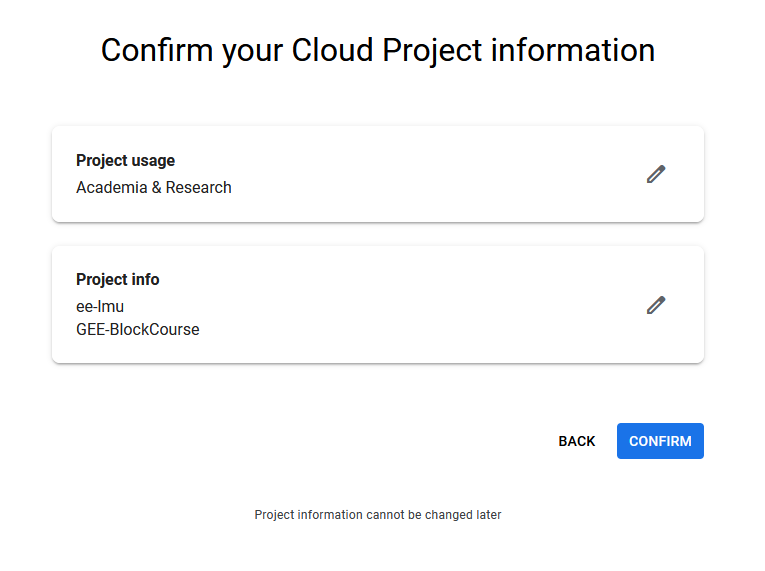 Confirm your Cloud Project information
Project usage
Academia & Research
Project info
ee-lmu
GEE-BlockCourse
BACK
CONFIRM
Project information cannot be changed later